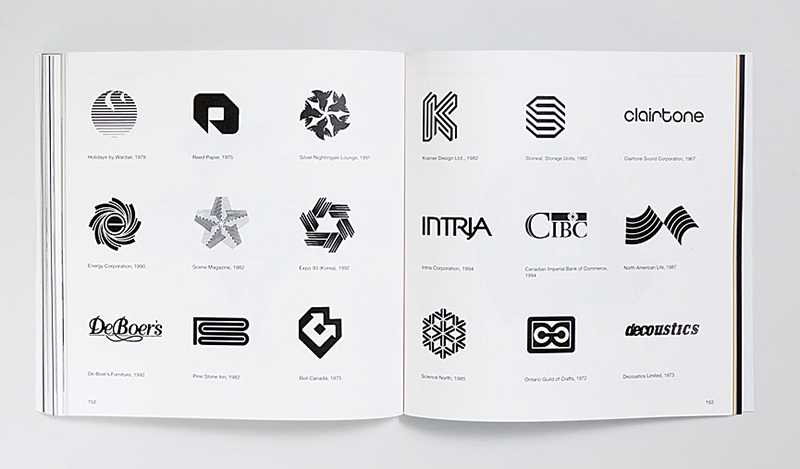 Holidays by Wardair, 1978
Reed Paper, 1975
Silver Nightingale Lounge, 1991
Energy Corporation, 1990
Scene Magazine, 1982
Expo 93 (Korea), 1992
DeBoer's
De Boer's Furniture, 1992
Pine Stone Inn, 1982
Bell Canada, 1975
152
K
Kramer Design Ltd., 1982
S
Storwal, Storage Units, 1982
clairtone
Clairtone Sound Corporation, 1967
INTRIA
Intria Corporation, 1994
CIBC
Canadian Imperial Bank of Commerce,
1994
North American Life, 1987
Science North, 1985
Ontario Guild of Crafts, 1972
decoustics
Decoustics Limited, 1973
153